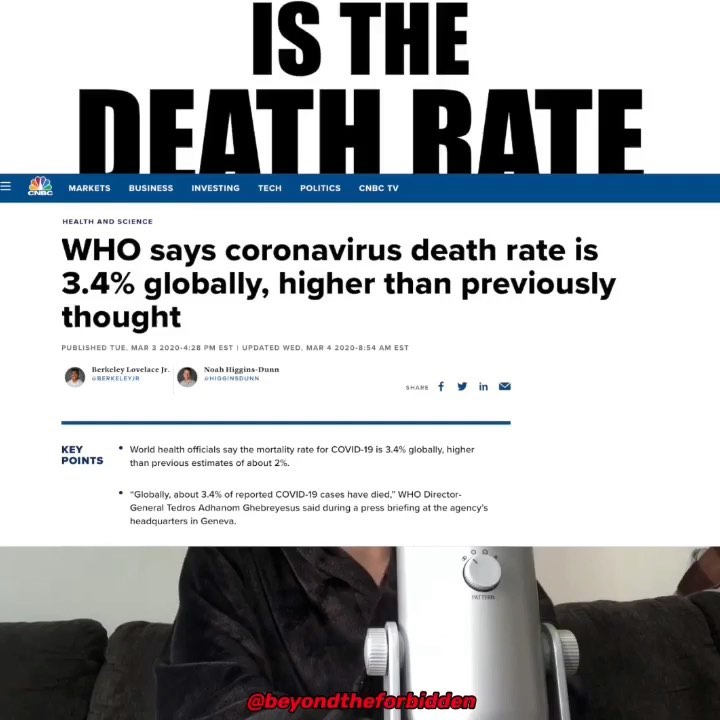 IS THE
DEATH RATE
CNBC
MARKETS BUSINESS INVESTING TECH POLITICS CNBC TV
HEALTH AND SCIENCE
WHO says coronavirus death rate is
3.4% globally, higher than previously
thought
PUBLISHED TUE, MAR 3 2020-4:28 PM EST | UPDATED WED, MAR 4 2020-8:54 AM EST
Berkeley Lovelace Jr.
@BERKELEYJR
Noah Higgins-Dunn
@HIGGINSDUNN
SHARE
KEY
POINTS
• World health officials say the mortality rate for COVID-19 is 3.4% globally, higher
than previous estimates of about 2%.
• "Globally, about 3.4% of reported COVID-19 cases have died," WHO Director-
General Tedros Adhanom Ghebreyesus said during a press briefing at the agency's
headquarters in Geneva.
PATTERN
@beyondtheforbidden